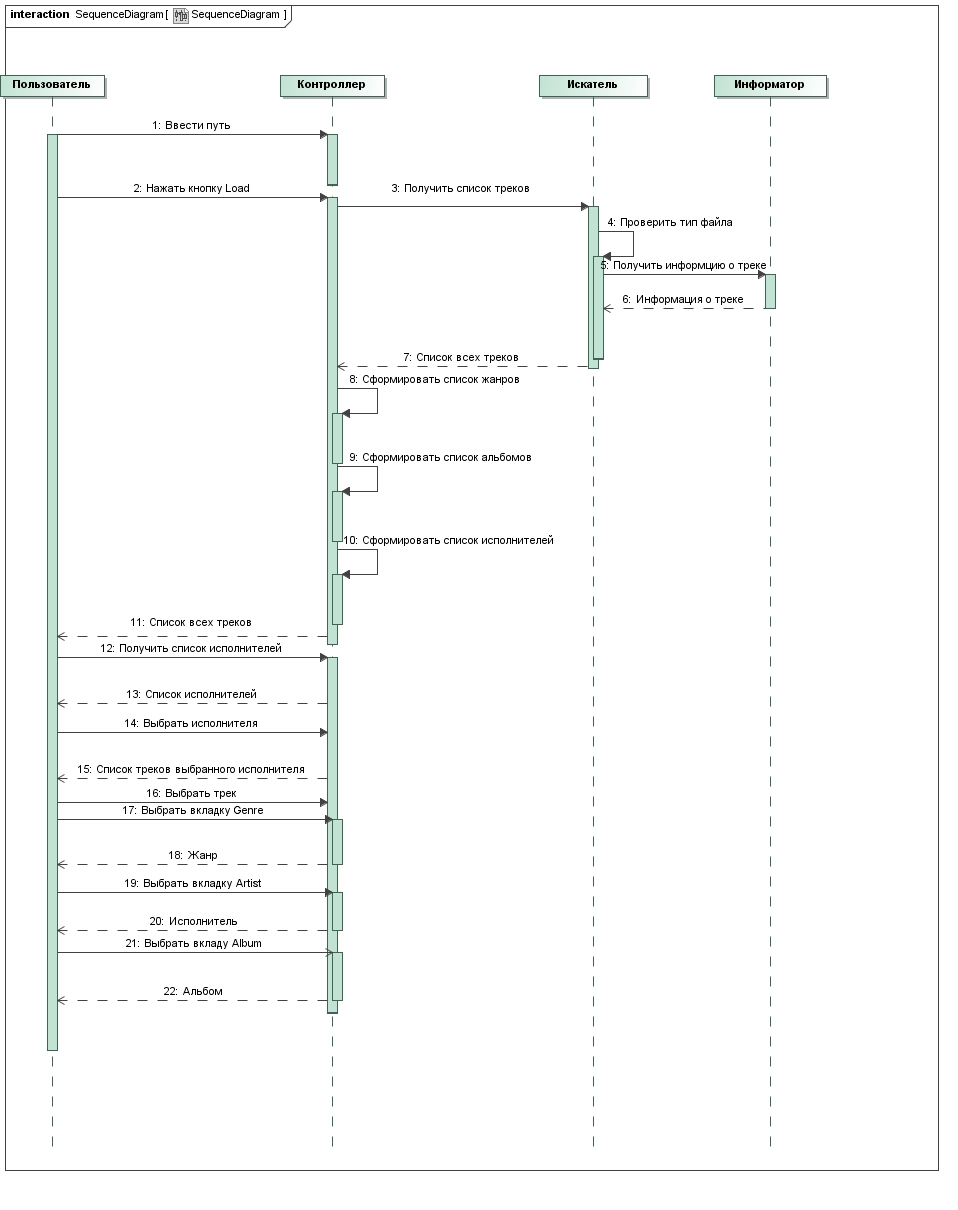 interaction SequenceDiagram [ SequenceDiagram ]
Пользователь Контроллер Искатель Информатор
1: Ввести путь
2: Нажать кнопку Load
3: Получить список треков
4: Проверить тип файла
5: Получить информцию о треке
6: Информация о треке
7: Список всех треков
8: Сформировать список жанров
9: Сформировать список альбомов
10: Сформировать список исполнителей
11: Список всех треков
12: Получить список исполнителей
13: Список исполнителей
14: Выбрать исполнителя
15: Список треков выбранного исполнителя
16: Выбрать трек
17: Выбрать вкладку Genre
18: Жанр
19: Выбрать вкладку Artist
20: Исполнитель
21: Выбрать вкладу Album
22: Альбом